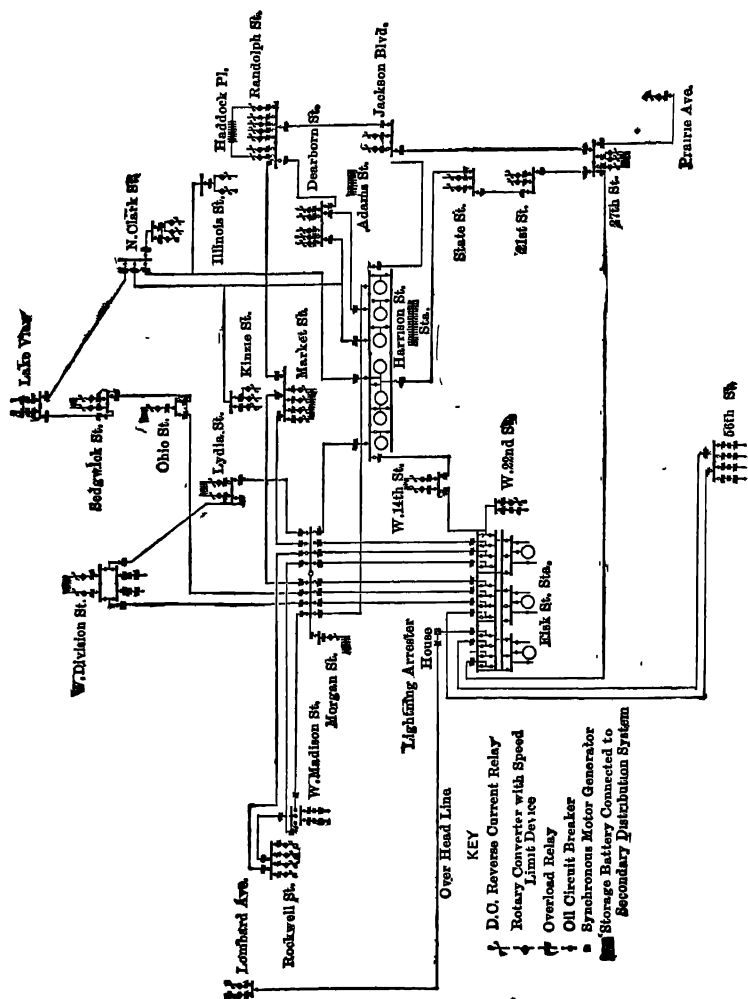 Lake View
N. Clark St.
Haddock Pl.
Randolph St.
Illinois St.
Dearborn St.
Adams St.
Jackson Blvd.
Sedgwick St.
Ohio St.
Kinzie St.
Market St.
Lydia St.
W. Division St.
Harrison St.
Sta.
State St.
21st St.
27th St.
Prairie Ave.
W. 14th St.
W. 22nd St.
Fisk St. Sta.
56th St.
Morgan St.
W. Madison St.
Rockwell St.
Lombard Ave.
Lightning Arrester
House
Over Head Line
KEY
D.C. Reverse Current Relay
Rotary Converter with Speed
Limit Device
Overload Relay
Oil Circuit Breaker
Synchronous Motor Generator
Storage Battery Connected to
Secondary Distribution System